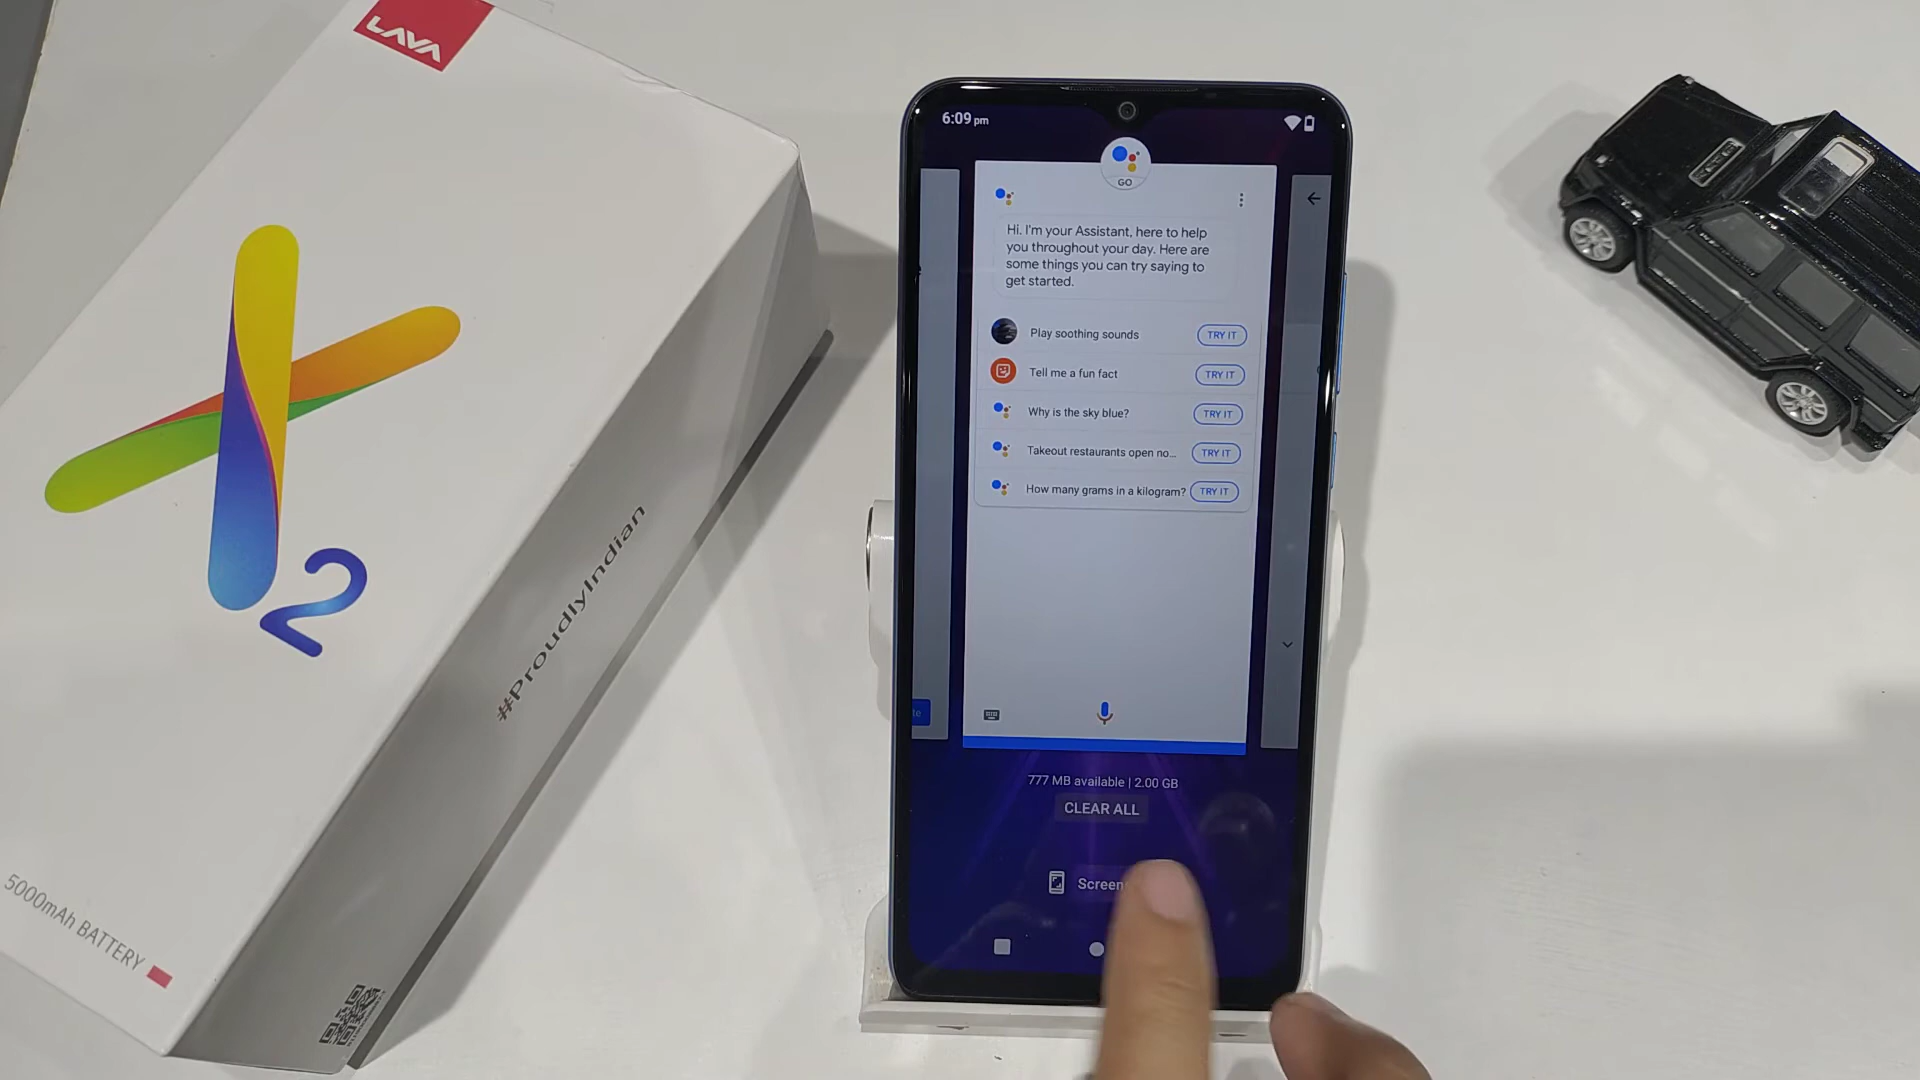 LAVA
X2
#ProudlyIndian
5000mAh BATTERY
6:09 pm
GO
Hi. I'm your Assistant, here to help
you throughout your day. Here are
some things you can try saying to
get started.
Play soothing sounds
TRY IT
Tell me a fun fact
TRY IT
Why is the sky blue?
TRY IT
Takeout restaurants open no...
TRY IT
How many grams in a kilogram?
TRY IT
777 MB available | 2.00 GB
CLEAR ALL